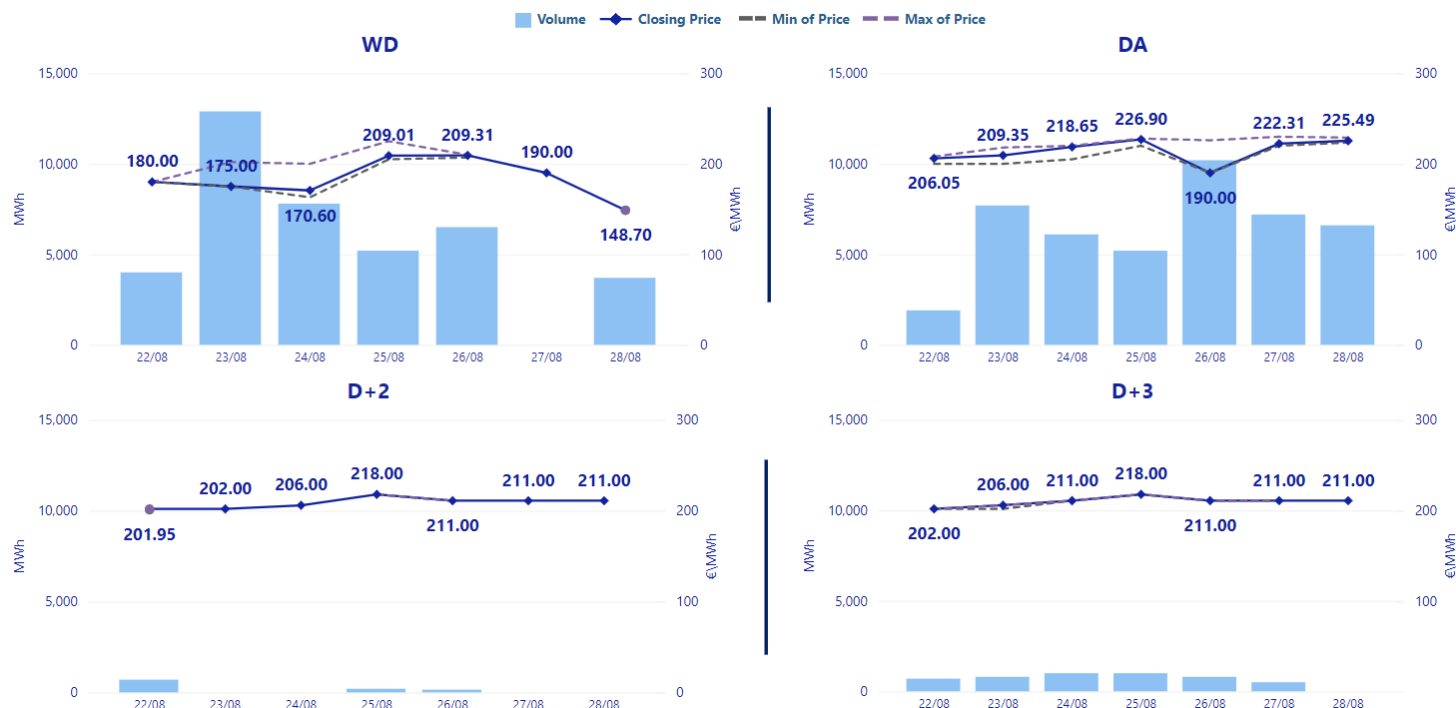 Volume Closing Price Min of Price Max of Price
WD
15,000 300
10,000 200
5,000 100
0 0
MWh
€\MWh
180.00 175.00 170.60 209.01 209.31 190.00 148.70
22/08 23/08 24/08 25/08 26/08 27/08 28/08
DA
15,000 300
10,000 200
5,000 100
0 0
MWh
€\MWh
206.05 209.35 218.65 226.90 190.00 222.31 225.49
22/08 23/08 24/08 25/08 26/08 27/08 28/08
D+2
15,000 300
10,000 200
5,000 100
0 0
MWh
€\MWh
201.95 202.00 206.00 218.00 211.00 211.00 211.00
22/08 23/08 24/08 25/08 26/08 27/08 28/08
D+3
15,000 300
10,000 200
5,000 100
0 0
MWh
€\MWh
202.00 206.00 211.00 218.00 211.00 211.00 211.00
22/08 23/08 24/08 25/08 26/08 27/08 28/08